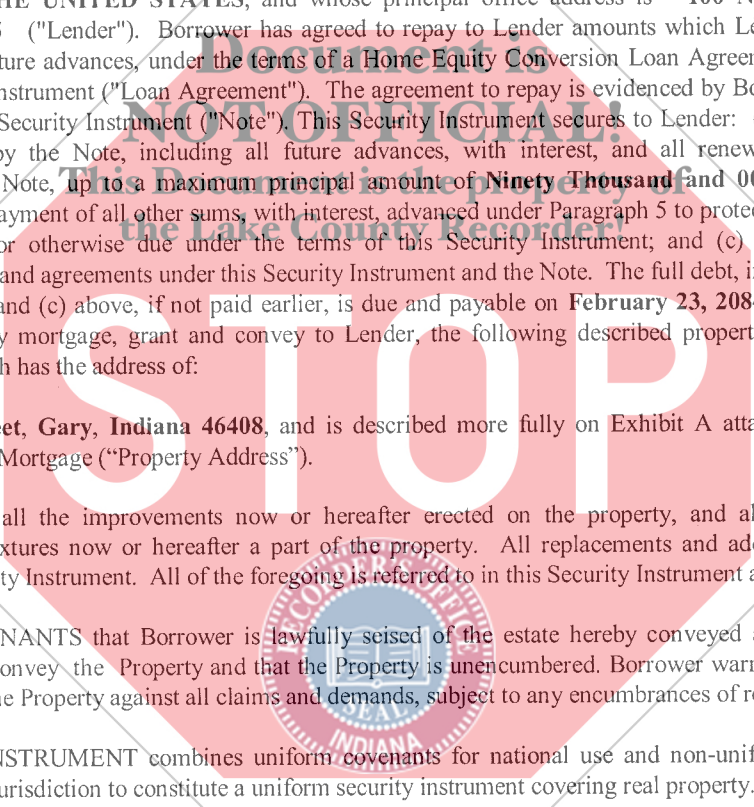 THE UNITED STATES, and whose principal office address is 100 N
("Lender"). Borrower has agreed to repay to Lender amounts which Le
ture advances, under the terms of a Home Equity Conversion Loan Agreem
nstrument ("Loan Agreement"). The agreement to repay is evidenced by Bo
Security Instrument ("Note"). This Security Instrument secures to Lender:
by the Note, including all future advances, with interest, and all renew
Note, up to a maximum principal amount of Ninety Thousand and 00
ayment of all other sums, with interest, advanced under Paragraph 5 to protec
or otherwise due under the terms of this Security Instrument; and (c)
and agreements under this Security Instrument and the Note. The full debt, i
and (c) above, if not paid earlier, is due and payable on February 23, 208
y mortgage, grant and convey to Lender, the following described propert
h has the address of:
eet, Gary, Indiana 46408, and is described more fully on Exhibit A atta
Mortgage (“Property Address”).
all the improvements now or hereafter erected on the property, and al
xtures now or hereafter a part of the property. All replacements and ad
ty Instrument. All of the foregoing is referred to in this Security Instrument a
NANTS that Borrower is lawfully seised of the estate hereby conveyed
onvey the Property and that the Property is unencumbered. Borrower warr
e Property against all claims and demands, subject to any encumbrances of r
NSTRUMENT combines uniform covenants for national use and non-unif
urisdiction to constitute a uniform security instrument covering real property.
Document is
NOT OFFICIAL!
This Document is the property of
the Lake County Recorder!
STOP
RECORDER'S OFFICE
SEAL
INDIANA